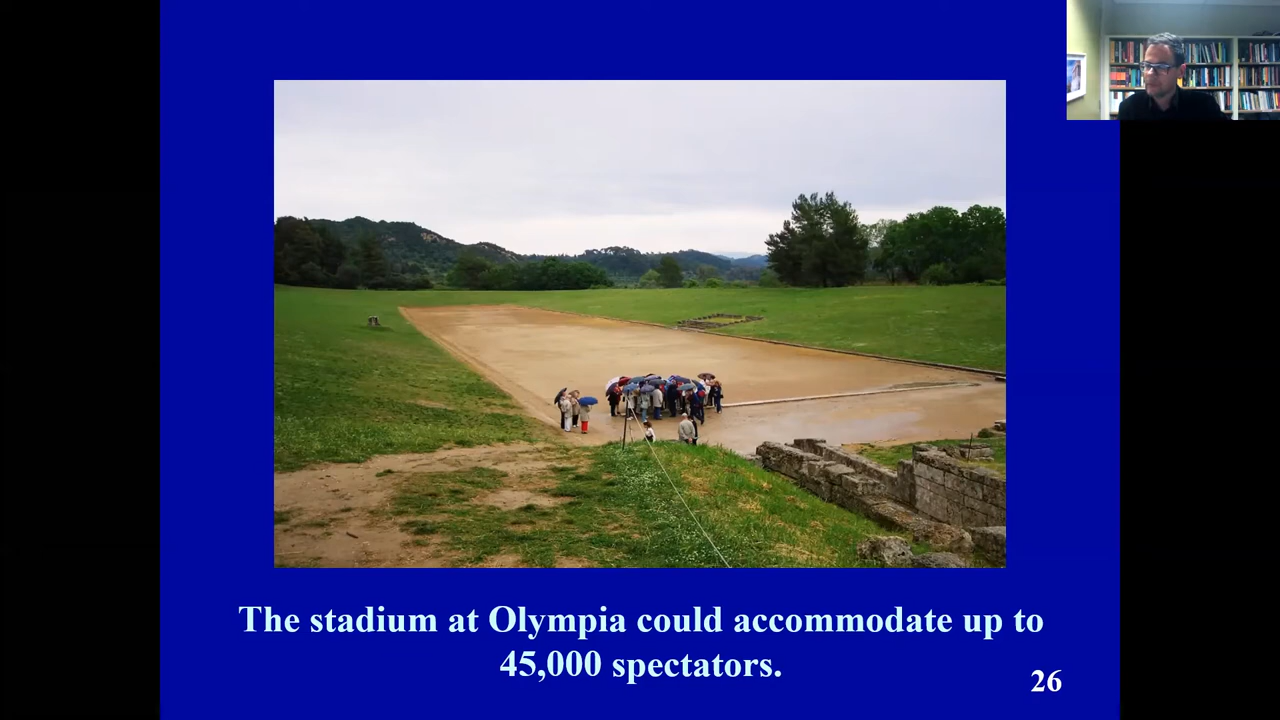 The stadium at Olympia could accommodate up to
45,000 spectators.
26